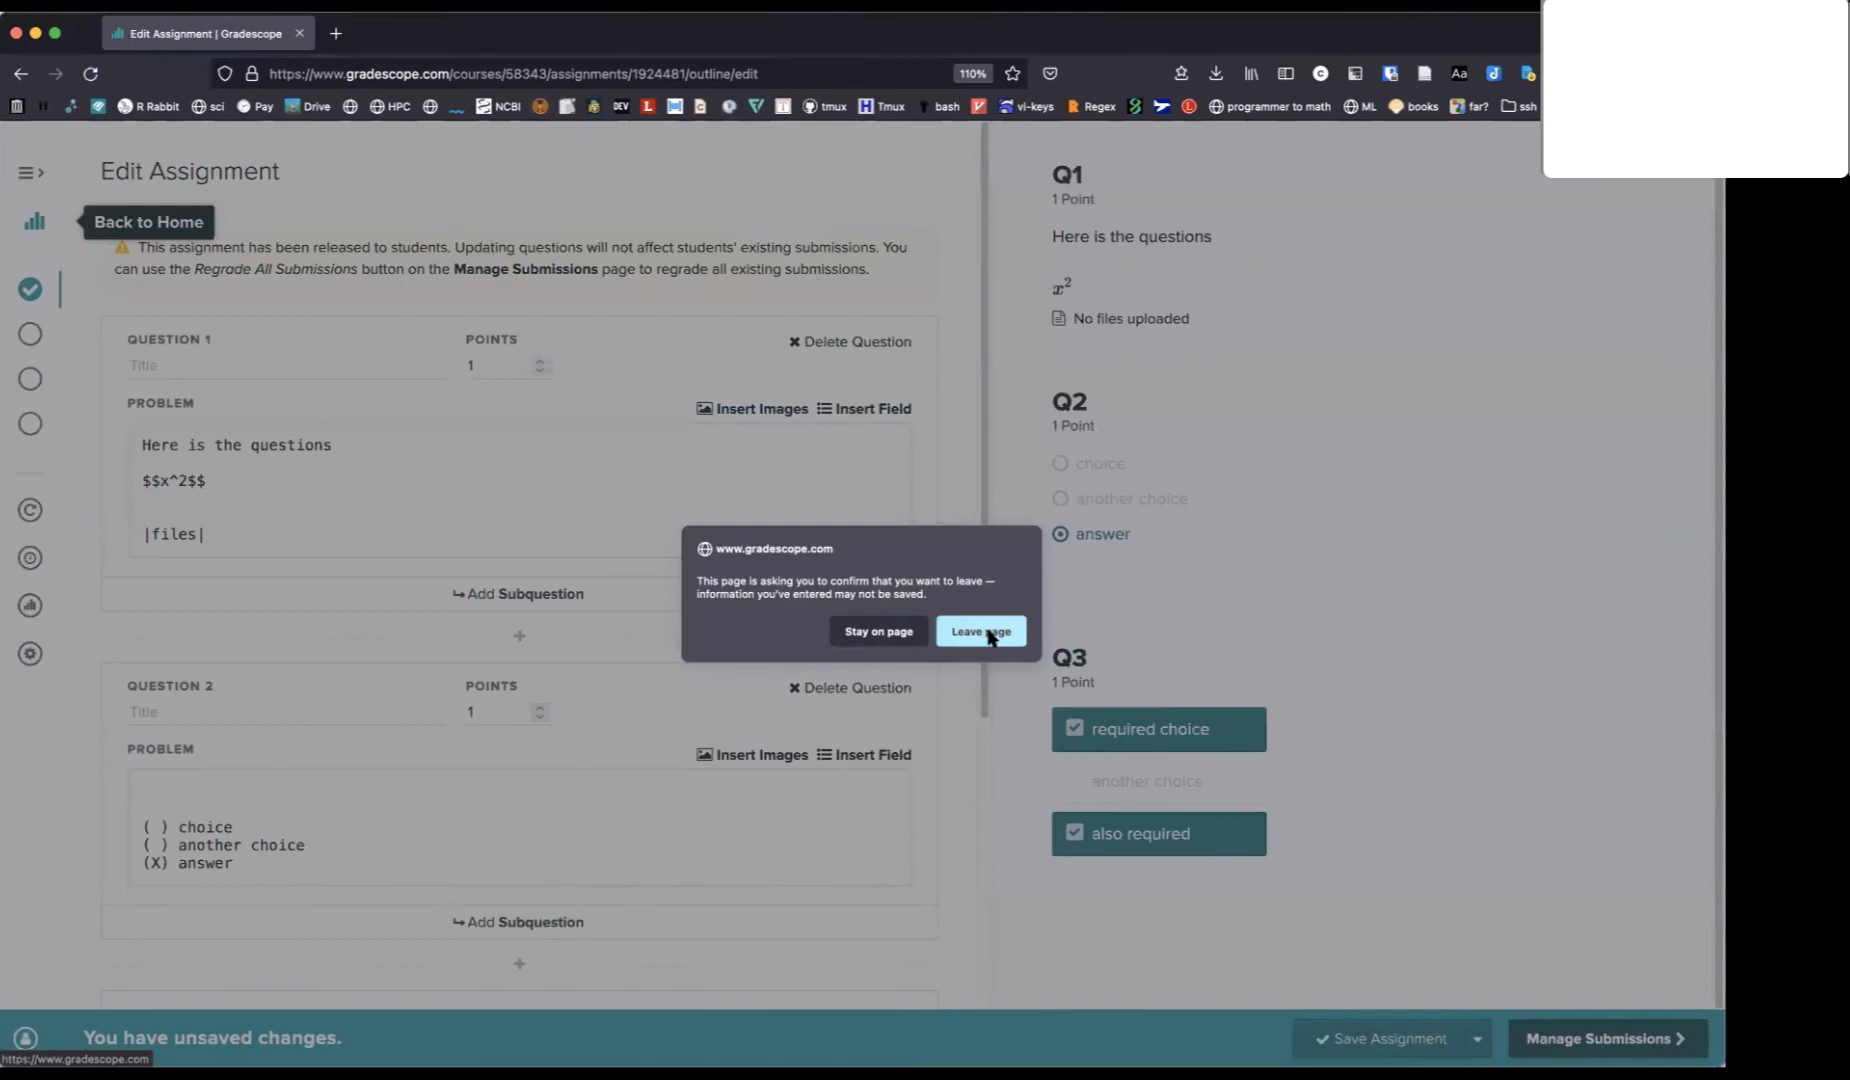 Edit Assignment | Gradescope
https://www.gradescope.com/courses/58343/assignments/1924481/outline/edit
110%
Aa
R Rabbit
sci
Pay
Drive
HPC
NCBI
DEV
tmux
Tmux
bash
vi-keys
Regex
programmer to math
ML
books
far?
ssh
Edit Assignment
Back to Home
This assignment has been released to students. Updating questions will not affect students' existing submissions. You
can use the Regrade All Submissions button on the Manage Submissions page to regrade all existing submissions.
QUESTION 1
POINTS
Delete Question
Title
1
PROBLEM
Insert Images
Insert Field
Here is the questions
$$x^2$$
|files|
Add Subquestion
QUESTION 2
POINTS
Delete Question
Title
1
PROBLEM
Insert Images
Insert Field
( ) choice
( ) another choice
(X) answer
Add Subquestion
www.gradescope.com
This page is asking you to confirm that you want to leave —
information you've entered may not be saved.
Stay on page
Leave page
Q1
1 Point
Here is the questions
x²
No files uploaded
Q2
1 Point
choice
another choice
answer
Q3
1 Point
required choice
another choice
also required
You have unsaved changes.
Save Assignment
Manage Submissions
https://www.gradescope.com